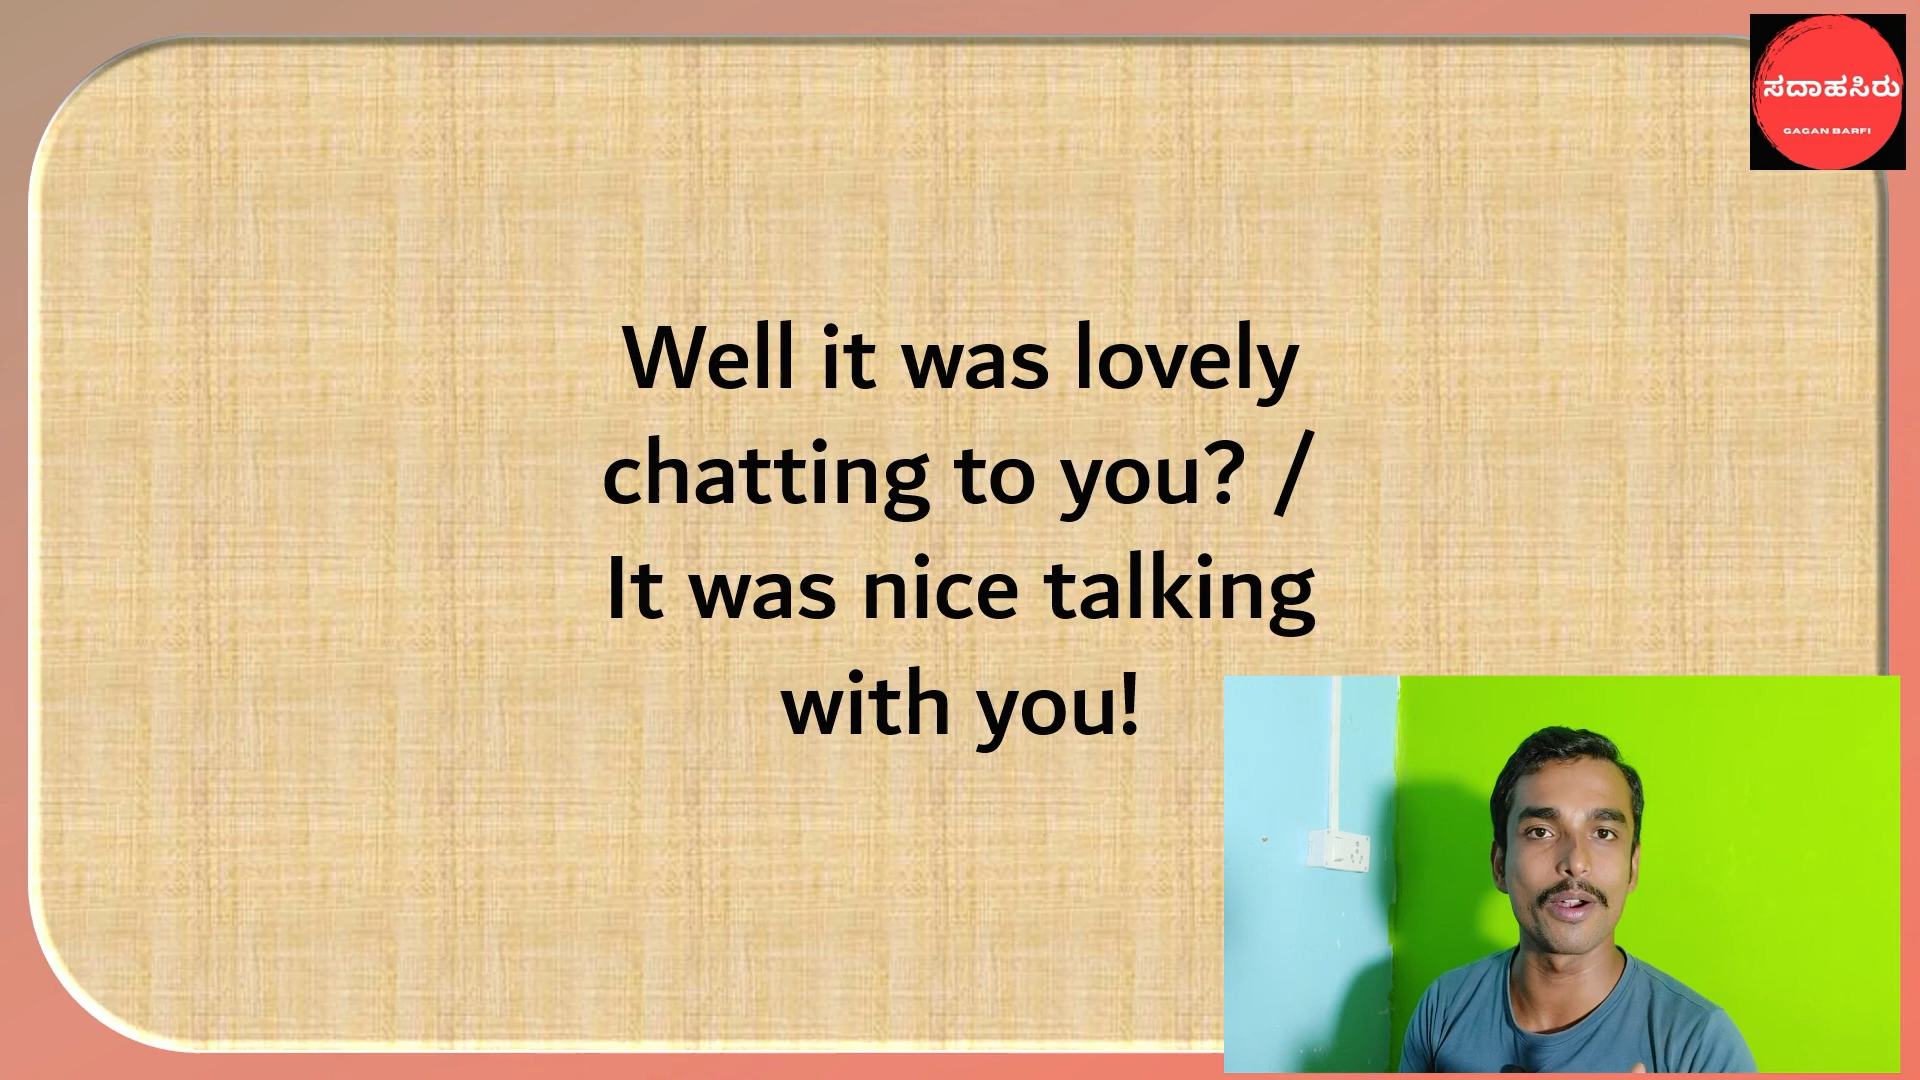 ಸದಾಹಸಿರು
GAGAN BARFI
Well it was lovely
chatting to you? /
It was nice talking
with you!